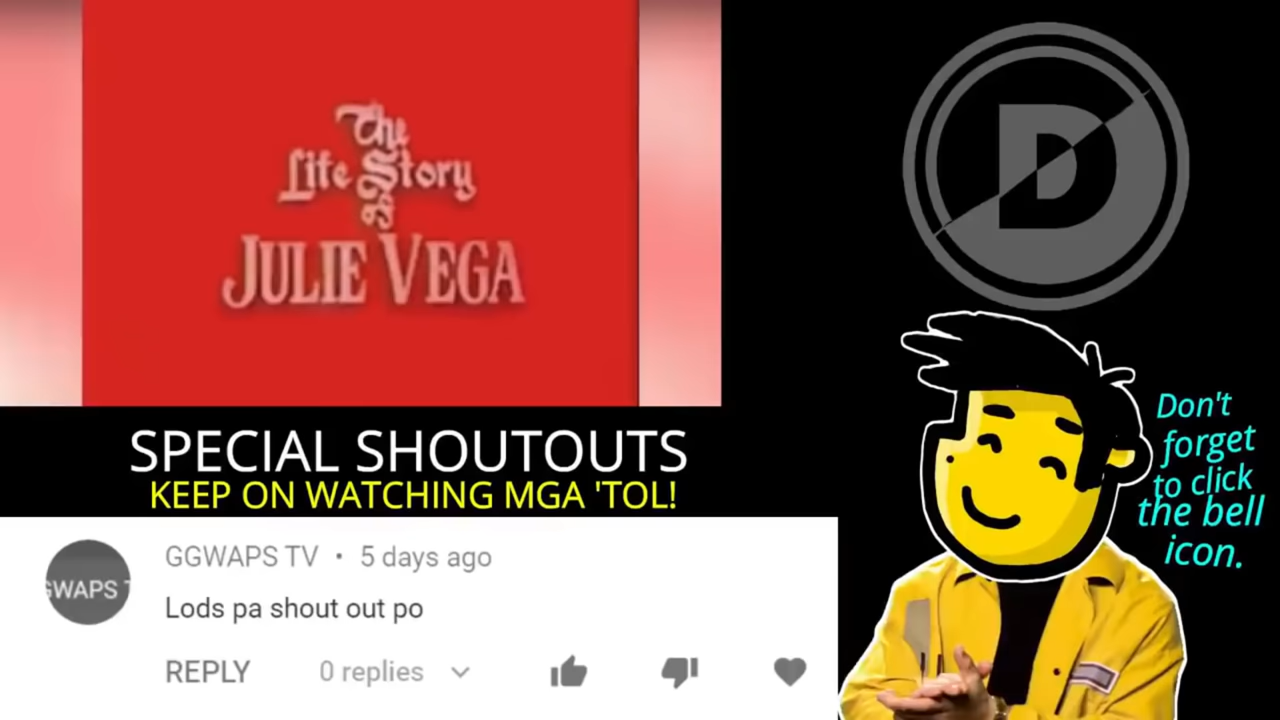 The
Life Story
of
JULIE VEGA
SPECIAL SHOUTOUTS
KEEP ON WATCHING MGA 'TOL!
GWAPS T
GGWAPS TV • 5 days ago
Lods pa shout out po
REPLY 0 replies
D
Don't
forget
to click
the bell
icon.